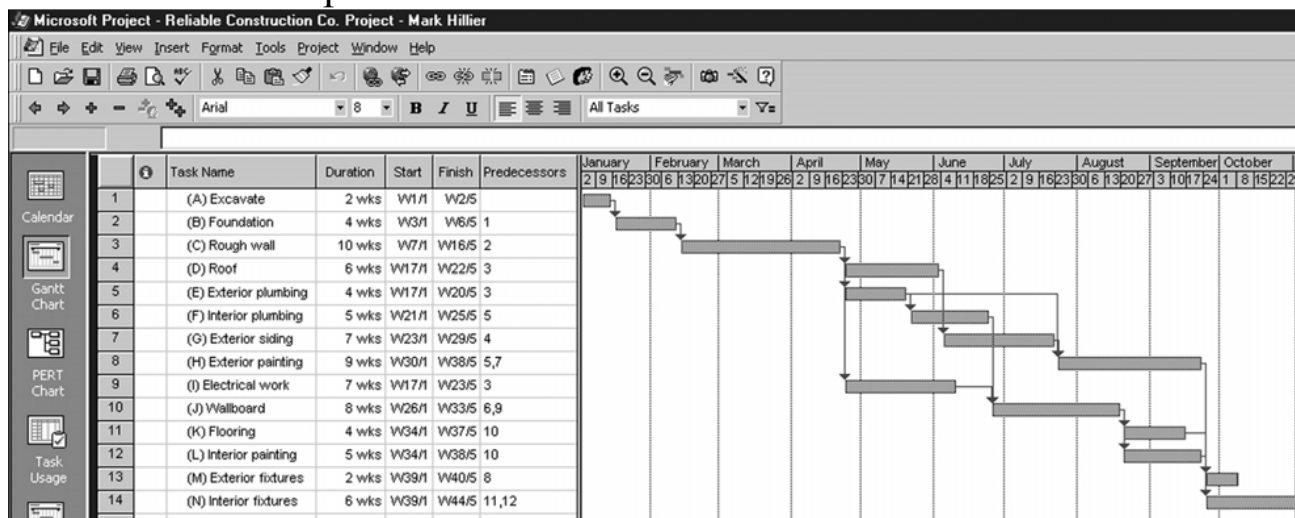 Microsoft Project - Reliable Construction Co. Project - Mark Hillier
File Edit View Insert Format Tools Project Window Help
Arial 8 B I U All Tasks
Task Name Duration Start Finish Predecessors January February March April May June July August September October
2 9 16 23 30 6 13 20 27 5 12 19 26 2 9 16 23 30 7 14 21 28 4 11 18 25 2 9 16 23 30 6 13 20 27 3 10 17 24 1 8 15 22 2
1 (A) Excavate 2 wks W1/1 W2/5
2 (B) Foundation 4 wks W3/1 W6/5 1
3 (C) Rough wall 10 wks W7/1 W16/5 2
4 (D) Roof 6 wks W17/1 W22/5 3
5 (E) Exterior plumbing 4 wks W17/1 W20/5 3
6 (F) Interior plumbing 5 wks W21/1 W25/5 5
7 (G) Exterior siding 7 wks W23/1 W29/5 4
8 (H) Exterior painting 9 wks W30/1 W38/5 5,7
9 (I) Electrical work 7 wks W17/1 W23/5 3
10 (J) Wallboard 8 wks W26/1 W33/5 6,9
11 (K) Flooring 4 wks W34/1 W37/5 10
12 (L) Interior painting 5 wks W34/1 W38/5 10
13 (M) Exterior fixtures 2 wks W39/1 W40/5 8
14 (N) Interior fixtures 6 wks W39/1 W44/5 11,12
Calendar
Gantt
Chart
PERT
Chart
Task
Usage